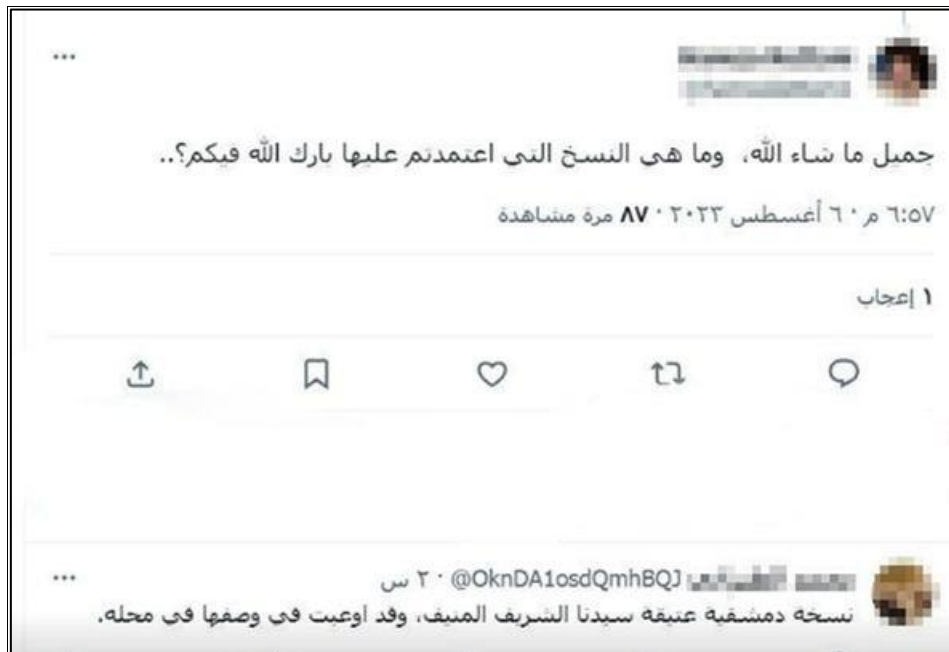 جميل ما شاء الله، وما هي النسخ التي اعتمدتم عليها بارك الله فيكم؟..
٦:٥٧ م · ٦ أغسطس ٢٠٢٣ · ٨٧ مرة مشاهدة
١ إعجاب
@OknDA1osdQmhBQJ · ٢٠ س
نسخة دمشقية عتيقة سيدنا الشريف المنيف، وقد اوعبت في وصفها في محله.